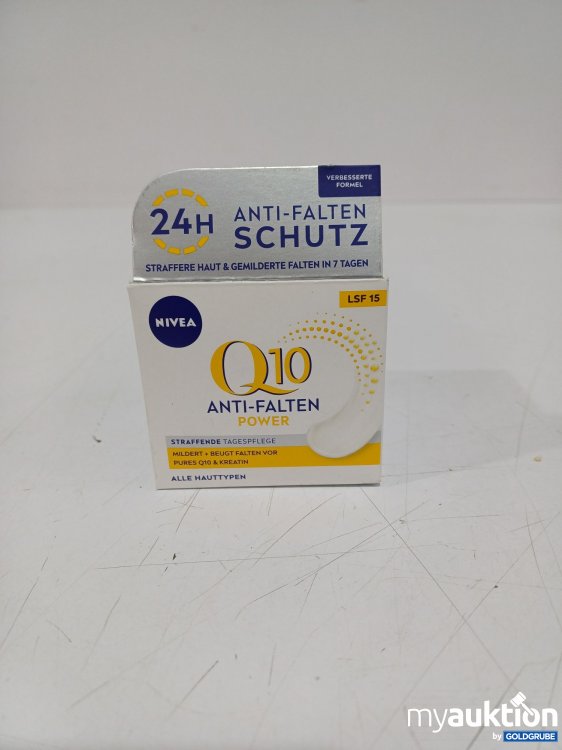 VERBESSERTE
FORMEL
24H
ANTI-FALTEN
SCHUTZ
STRAFFERE HAUT & GEMILDERTE FALTEN IN 7 TAGEN
LSF 15
NIVEA
Q10
ANTI-FALTEN
POWER
STRAFFENDE TAGESPFLEGE
MILDERT + BEUGT FALTEN VOR
PURES Q10 & KREATIN
ALLE HAUTTYPEN
myauktion
by GOLDGRUBE